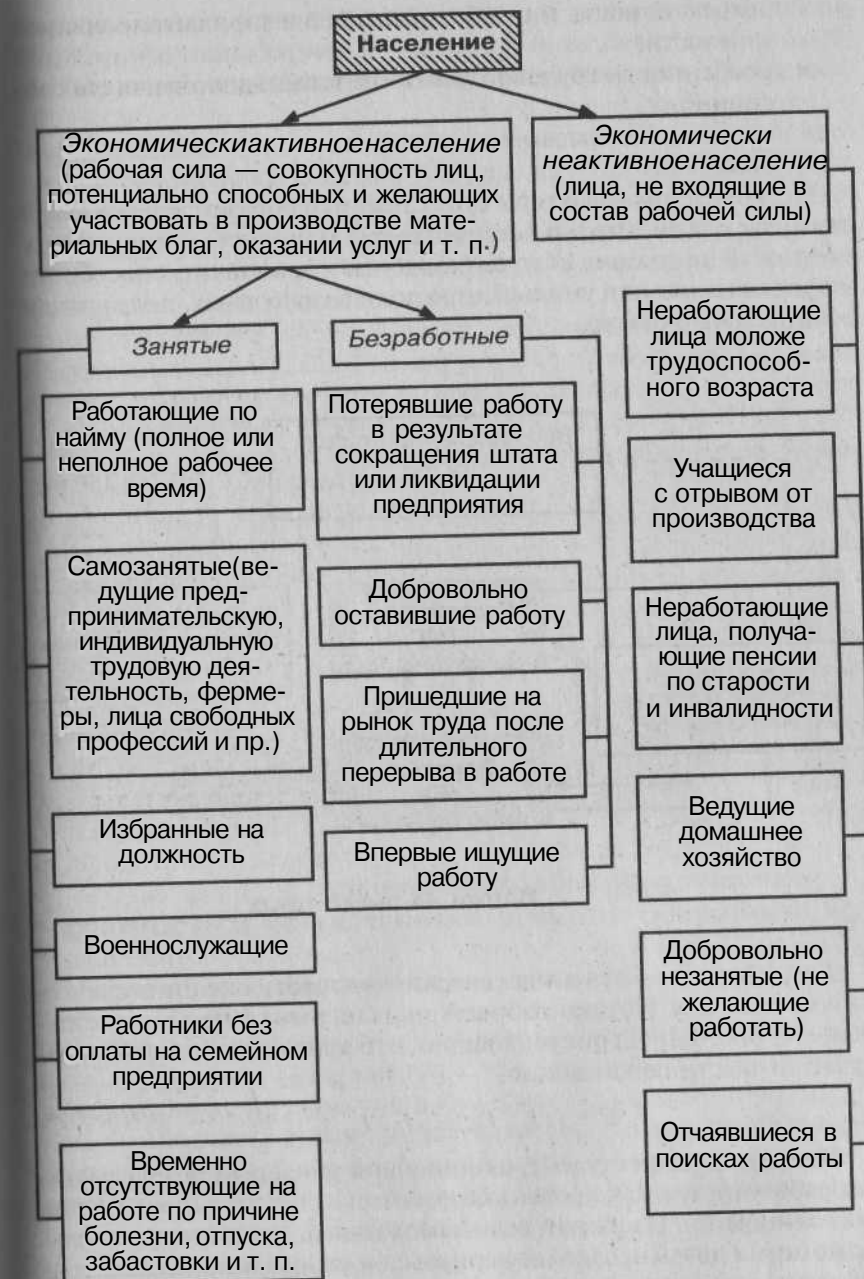 Население
Экономически активное население
(рабочая сила — совокупность лиц,
потенциально способных и желающих
участвовать в производстве мате-
риальных благ, оказании услуг и т. п.)
Экономически
неактивное население
(лица, не входящие в
состав рабочей силы)
Занятые
Работающие по
найму (полное или
неполное рабочее
время)
Самозанятые(ве-
дущие пред-
принимательскую,
индивидуальную
трудовую дея-
тельность, ферме-
ры, лица свободных
профессий и пр.)
Избранные на
должность
Военнослужащие
Работники без
оплаты на семейном
предприятии
Временно
отсутствующие на
работе по причине
болезни, отпуска,
забастовки и т. п.
Безработные
Потерявшие работу
в результате
сокращения штата
или ликвидации
предприятия
Добровольно
оставившие работу
Пришедшие на
рынок труда после
длительного
перерыва в работе
Впервые ищущие
работу
Неработающие
лица моложе
трудоспособ-
ного возраста
Учащиеся
с отрывом от
производства
Неработающие
лица, получа-
ющие пенсии
по старости
и инвалидности
Ведущие
домашнее
хозяйство
Добровольно
незанятые (не
желающие
работать)
Отчаявшиеся в
поисках работы